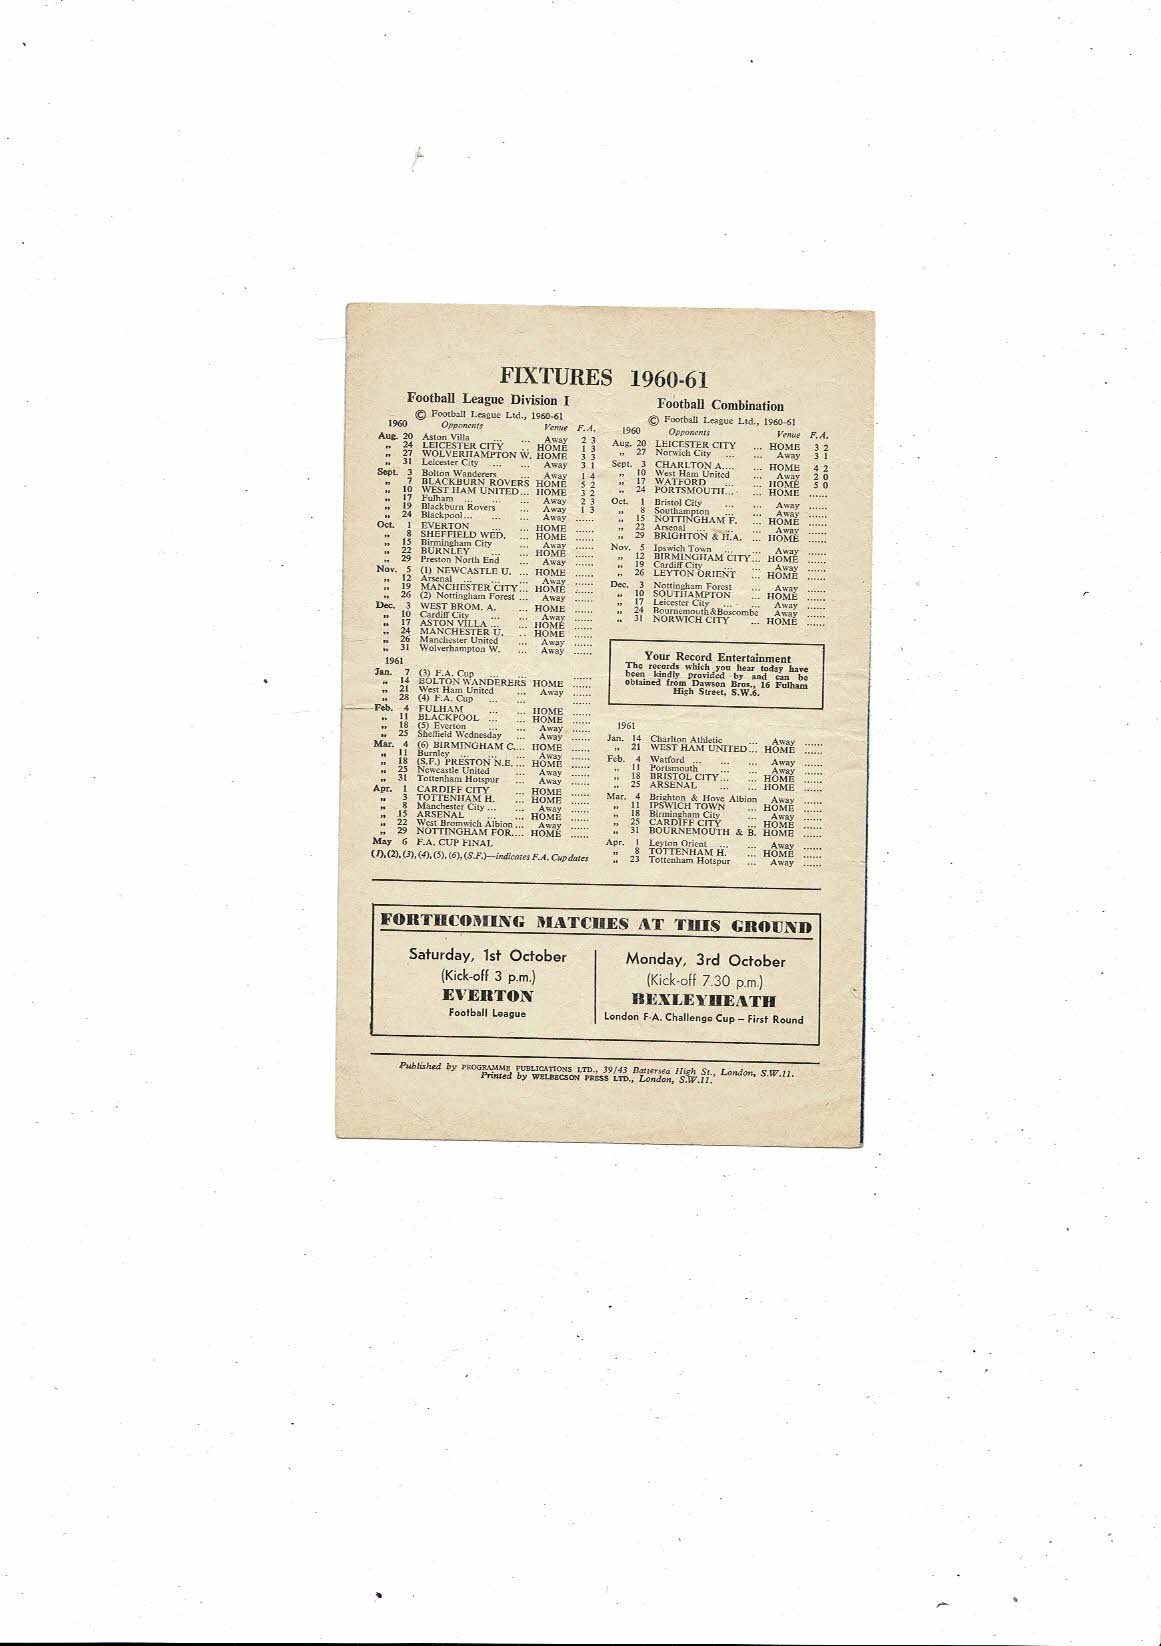 FIXTURES 1960-61
Football League Division I
© Football League Ltd., 1960-61
1960 Opponents Venue F.A.
Aug. 20 Aston Villa ... ... Away 2 3
„ 24 LEICESTER CITY ... HOME 1 3
„ 27 WOLVERHAMPTON W. HOME 3 3
„ 31 Leicester City ... ... Away 3 1
Sept. 3 Bolton Wanderers ... Away 1 4
„ 7 BLACKBURN ROVERS HOME 5 2
„ 10 WEST HAM UNITED... HOME 3 2
„ 17 Fulham ... ... ... Away 2 3
„ 19 Blackburn Rovers ... Away 1 3
„ 24 Blackpool... ... ... Away ......
Oct. 1 EVERTON ... ... HOME ......
„ 8 SHEFFIELD WED. ... HOME ......
„ 15 Birmingham City ... Away ......
„ 22 BURNLEY ... ... HOME ......
„ 29 Preston North End ... Away ......
Nov. 5 (1) NEWCASTLE U. ... HOME ......
„ 12 Arsenal ... ... ... Away ......
„ 19 MANCHESTER CITY... HOME ......
„ 26 (2) Nottingham Forest ... Away ......
Dec. 3 WEST BROM. A. ... HOME ......
„ 10 Cardiff City ... ... Away ......
„ 17 ASTON VILLA ... ... HOME ......
„ 24 MANCHESTER U. ... HOME ......
„ 26 Manchester United ... Away ......
„ 31 Wolverhampton W. ... Away ......
1961
Jan. 7 (3) F.A. Cup ... ... ......
„ 14 BOLTON WANDERERS HOME ......
„ 21 West Ham United ... Away ......
„ 28 (4) F.A. Cup ... ... ......
Feb. 4 FULHAM ... ... HOME ......
„ 11 BLACKPOOL ... ... HOME ......
„ 18 (5) Everton ... ... Away ......
„ 25 Sheffield Wednesday ... Away ......
Mar. 4 (6) BIRMINGHAM C.... HOME ......
„ 11 Burnley ... ... ... Away ......
„ 18 (S.F.) PRESTON N.E. ... HOME ......
„ 25 Newcastle United ... Away ......
„ 31 Tottenham Hotspur ... Away ......
Apr. 1 CARDIFF CITY ... HOME ......
„ 3 TOTTENHAM H. ... HOME ......
„ 8 Manchester City ... ... Away ......
„ 15 ARSENAL ... ... HOME ......
„ 22 West Bromwich Albion ... Away ......
„ 29 NOTTINGHAM FOR.... HOME ......
May 6 F.A. CUP FINAL
(1), (2), (3), (4), (5), (6), (S.F.)—indicates F.A. Cup dates
Football Combination
© Football League Ltd., 1960-61
1960 Opponents Venue F.A.
Aug. 20 LEICESTER CITY ... HOME 3 2
„ 27 Norwich City ... ... Away 3 1
Sept. 3 CHARLTON A.... ... HOME 4 2
„ 10 West Ham United ... Away 2 0
„ 17 WATFORD ... ... HOME 5 0
„ 24 PORTSMOUTH... ... HOME ......
Oct. 1 Bristol City ... ... Away ......
„ 8 Southampton ... ... Away ......
„ 15 NOTTINGHAM F. ... HOME ......
„ 22 Arsenal ... ... ... Away ......
„ 29 BRIGHTON & H.A. ... HOME ......
Nov. 5 Ipswich Town ... ... Away ......
„ 12 BIRMINGHAM CITY... HOME ......
„ 19 Cardiff City ... ... Away ......
„ 26 LEYTON ORIENT ... HOME ......
Dec. 3 Nottingham Forest ... Away ......
„ 10 SOUTHAMPTON ... HOME ......
„ 17 Leicester City ... ... Away ......
„ 24 Bournemouth&Boscombe Away ......
„ 31 NORWICH CITY ... HOME ......
Your Record Entertainment
The records which you hear today have
been kindly provided by and can be
obtained from Dawson Bros., 16 Fulham
High Street, S.W.6.
1961
Jan. 14 Charlton Athletic ... Away ......
„ 21 WEST HAM UNITED... HOME ......
Feb. 4 Watford ... ... ... Away ......
„ 11 Portsmouth ... ... Away ......
„ 18 BRISTOL CITY ... ... HOME ......
„ 25 ARSENAL ... ... HOME ......
Mar. 4 Brighton & Hove Albion Away ......
„ 11 IPSWICH TOWN ... HOME ......
„ 18 Birmingham City ... Away ......
„ 25 CARDIFF CITY ... HOME ......
„ 31 BOURNEMOUTH & B. HOME ......
Apr. 1 Leyton Orient ... ... Away ......
„ 8 TOTTENHAM H. ... HOME ......
„ 23 Tottenham Hotspur ... Away ......
FORTHCOMING MATCHES AT THIS GROUND
Saturday, 1st October
(Kick-off 3 p.m.)
EVERTON
Football League
Monday, 3rd October
(Kick-off 7.30 p.m.)
BEXLEYHEATH
London F.A. Challenge Cup – First Round
Published by PROGRAMME PUBLICATIONS LTD., 39/43 Battersea High St., London, S.W.11.
Printed by WELBECSON PRESS LTD., London, S.W.11.